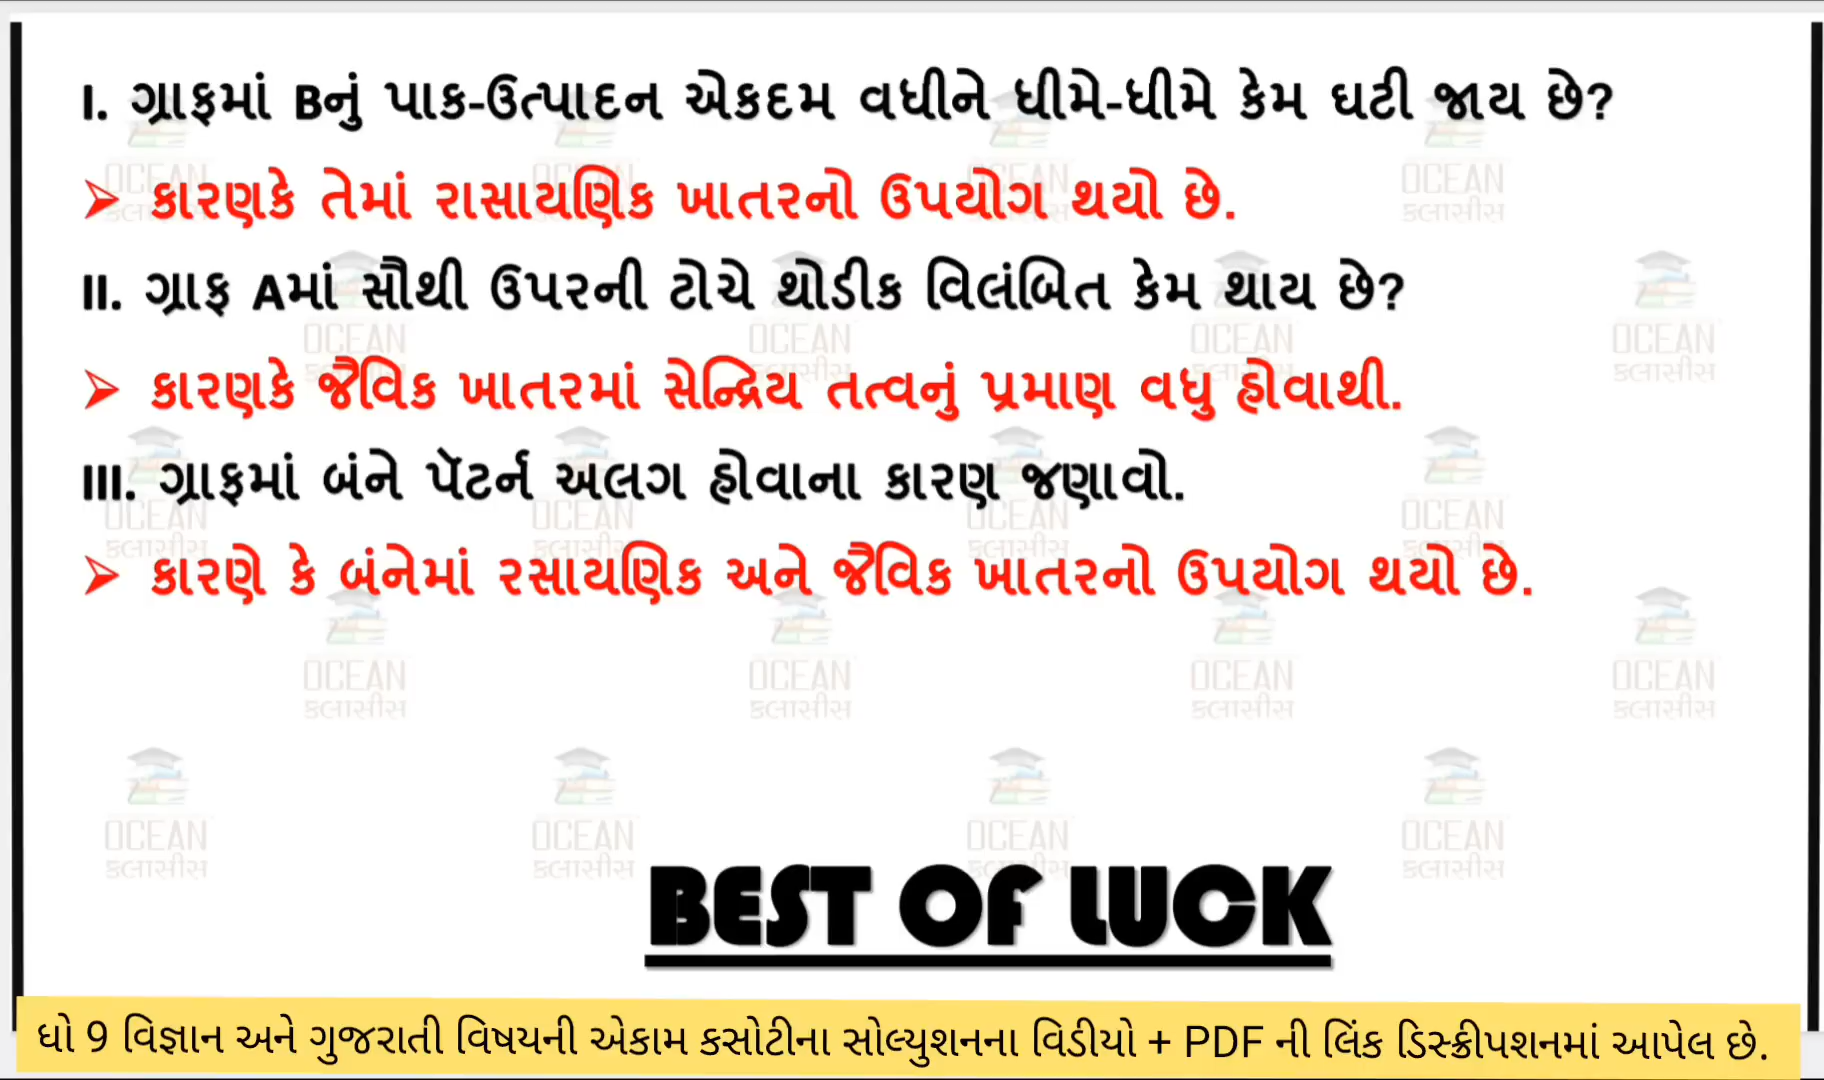 I. ગ્રાફમાં Bનું પાક-ઉત્પાદન એકદમ વધીને ધીમે-ધીમે કેમ ઘટી જાય છે?
➢ કારણકે તેમાં રાસાયણિક ખાતરનો ઉપયોગ થયો છે.
II. ગ્રાફ Aમાં સૌથી ઉપરની ટોચે થોડીક વિલંબિત કેમ થાય છે?
➢ કારણકે જૈવિક ખાતરમાં સેન્દ્રિય તત્વનું પ્રમાણ વધુ હોવાથી.
III. ગ્રાફમાં બંને પૅટર્ન અલગ હોવાના કારણ જણાવો.
➢ કારણે કે બંનેમાં રસાયણિક અને જૈવિક ખાતરનો ઉપયોગ થયો છે.
OCEAN
કલાસીસ
BEST OF LUCK
ધો 9 વિજ્ઞાન અને ગુજરાતી વિષયની એકામ કસોટીના સોલ્યુશનના વિડીયો + PDF ની લિંક ડિસ્ક્રીપશનમાં આપેલ છે.